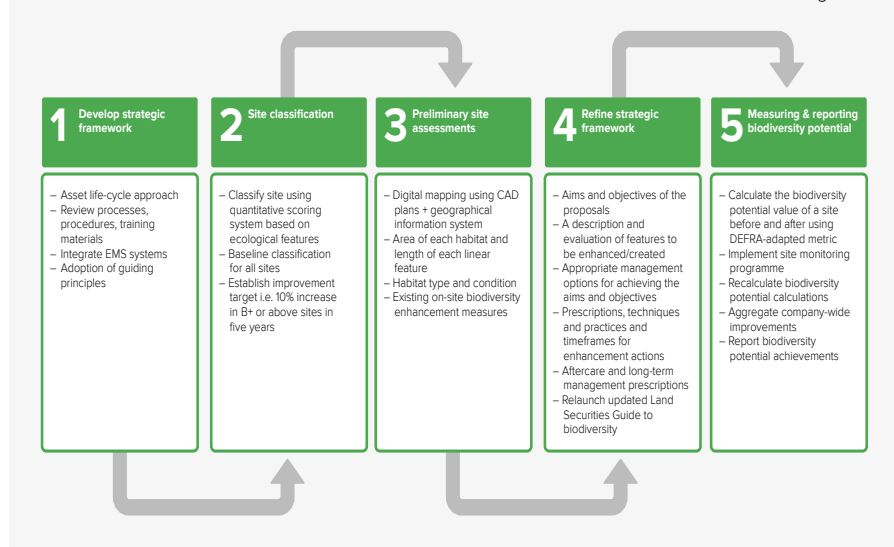 1 Develop strategic
framework
– Asset life-cycle approach
– Review processes,
procedures, training
materials
– Integrate EMS systems
– Adoption of guiding
principles
2 Site classification
– Classify site using
quantitative scoring
system based on
ecological features
– Baseline classification
for all sites
– Establish improvement
target i.e. 10% increase
in B+ or above sites in
five years
3 Preliminary site
assessments
– Digital mapping using CAD
plans + geographical
information system
– Area of each habitat and
length of each linear
feature
– Habitat type and condition
– Existing on-site biodiversity
enhancement measures
4 Refine strategic
framework
– Aims and objectives of the
proposals
– A description and
evaluation of features to
be enhanced/created
– Appropriate management
options for achieving the
aims and objectives
– Prescriptions, techniques
and practices and
timeframes for
enhancement actions
– Aftercare and long-term
management prescriptions
– Relaunch updated Land
Securities Guide to
biodiversity
5 Measuring & reporting
biodiversity potential
– Calculate the biodiversity
potential value of a site
before and after using
DEFRA-adapted metric
– Implement site monitoring
programme
– Recalculate biodiversity
potential calculations
– Aggregate company-wide
improvements
– Report biodiversity
potential achievements